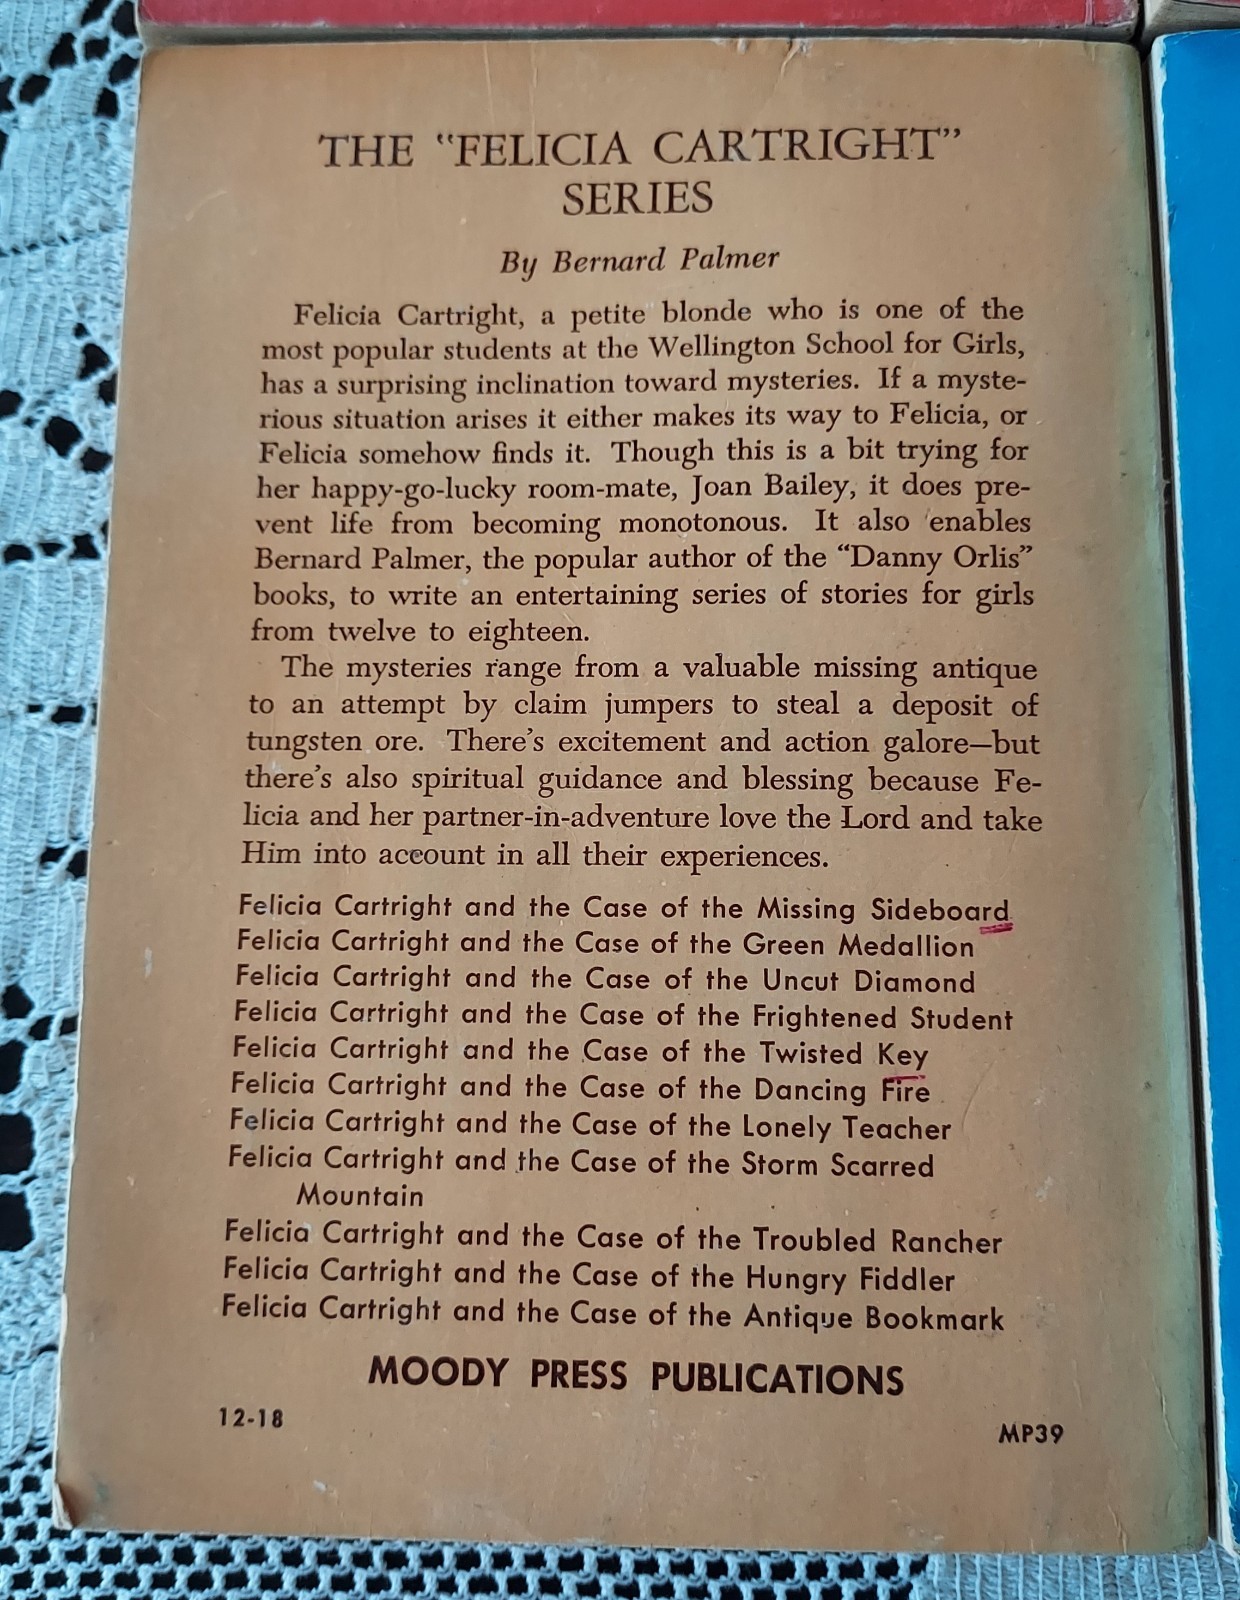 THE "FELICIA CARTRIGHT"
SERIES
By Bernard Palmer
Felicia Cartright, a petite blonde who is one of the
most popular students at the Wellington School for Girls,
has a surprising inclination toward mysteries. If a myste-
rious situation arises it either makes its way to Felicia, or
Felicia somehow finds it. Though this is a bit trying for
her happy-go-lucky room-mate, Joan Bailey, it does pre-
vent life from becoming monotonous. It also enables
Bernard Palmer, the popular author of the "Danny Orlis"
books, to write an entertaining series of stories for girls
from twelve to eighteen.
The mysteries range from a valuable missing antique
to an attempt by claim jumpers to steal a deposit of
tungsten ore. There's excitement and action galore—but
there's also spiritual guidance and blessing because Fe-
licia and her partner-in-adventure love the Lord and take
Him into account in all their experiences.
Felicia Cartright and the Case of the Missing Sideboard
Felicia Cartright and the Case of the Green Medallion
Felicia Cartright and the Case of the Uncut Diamond
Felicia Cartright and the Case of the Frightened Student
Felicia Cartright and the Case of the Twisted Key
Felicia Cartright and the Case of the Dancing Fire
Felicia Cartright and the Case of the Lonely Teacher
Felicia Cartright and the Case of the Storm Scarred
Mountain
Felicia Cartright and the Case of the Troubled Rancher
Felicia Cartright and the Case of the Hungry Fiddler
Felicia Cartright and the Case of the Antique Bookmark
MOODY PRESS PUBLICATIONS
12-18
MP39